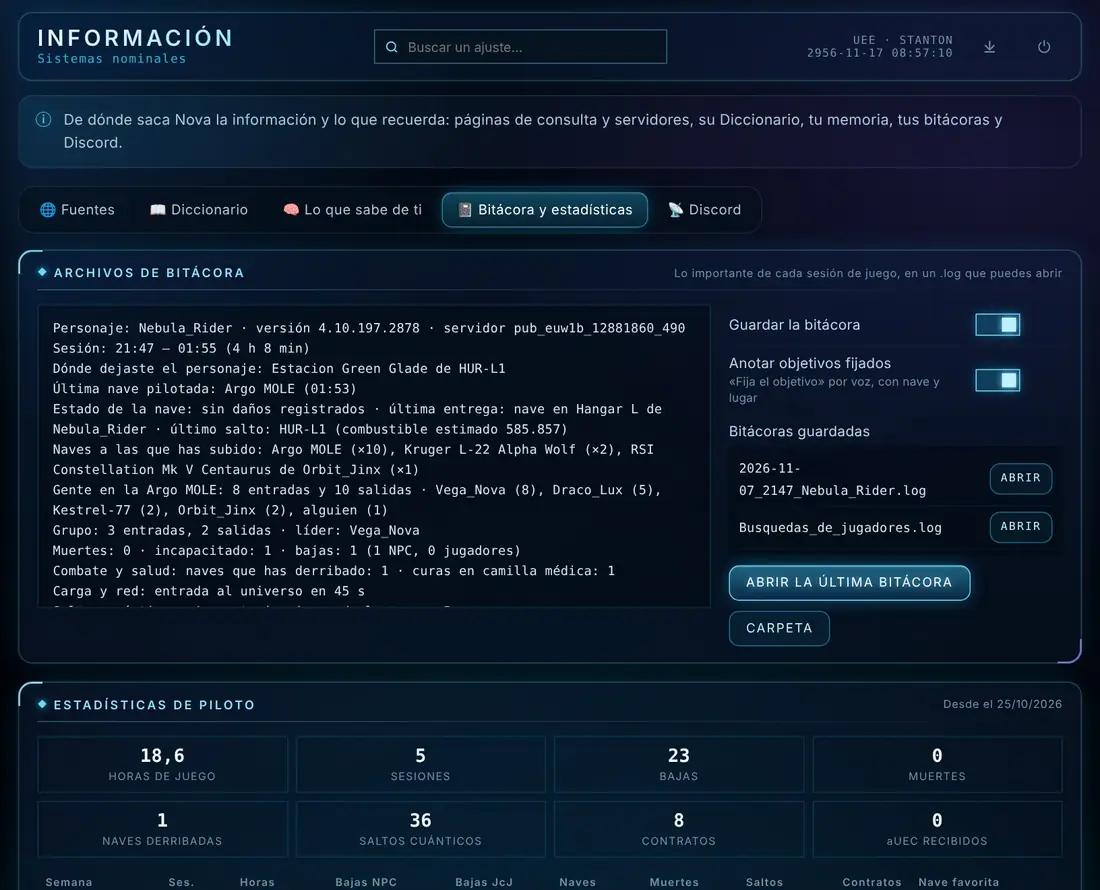 INFORMACIÓN
Sistemas nominales
Buscar un ajuste...
UEE · STANTON
2956-11-17 08:57:10
De dónde saca Nova la información y lo que recuerda: páginas de consulta y servidores, su Diccionario, tu memoria, tus bitácoras y
Discord.
Fuentes
Diccionario
Lo que sabe de ti
Bitácora y estadísticas
Discord
ARCHIVOS DE BITÁCORA
Lo importante de cada sesión de juego, en un .log que puedes abrir
Personaje: Nebula_Rider · versión 4.10.197.2878 · servidor pub_euw1b_12881860_490
Sesión: 21:47 – 01:55 (4 h 8 min)
Dónde dejaste el personaje: Estacion Green Glade de HUR-L1
Última nave pilotada: Argo MOLE (01:53)
Estado de la nave: sin daños registrados · última entrega: nave en Hangar L de
Nebula_Rider · último salto: HUR-L1 (combustible estimado 585.857)
Naves a las que has subido: Argo MOLE (×10), Kruger L-22 Alpha Wolf (×2), RSI
Constellation Mk V Centaurus de Orbit_Jinx (×1)
Gente en la Argo MOLE: 8 entradas y 10 salidas · Vega_Nova (8), Draco_Lux (5),
Kestrel-77 (2), Orbit_Jinx (2), alguien (1)
Grupo: 3 entradas, 2 salidas · líder: Vega_Nova
Muertes: 0 · incapacitado: 1 · bajas: 1 (1 NPC, 0 jugadores)
Combate y salud: naves que has derribado: 1 · curas en camilla médica: 1
Carga y red: entrada al universo en 45 s
Guardar la bitácora
Anotar objetivos fijados
«Fija el objetivo» por voz, con nave y
lugar
Bitácoras guardadas
2026-11-
07_2147_Nebula_Rider.log
ABRIR
Busquedas_de_jugadores.log
ABRIR
ABRIR LA ÚLTIMA BITÁCORA
CARPETA
ESTADÍSTICAS DE PILOTO
Desde el 25/10/2026
18,6
HORAS DE JUEGO
5
SESIONES
23
BAJAS
0
MUERTES
1
NAVES DERRIBADAS
36
SALTOS CUÁNTICOS
8
CONTRATOS
0
aUEC RECIBIDOS
Semana Ses. Horas Bajas NPC Bajas JcJ Naves Muertes Saltos Contratos Nave favorita